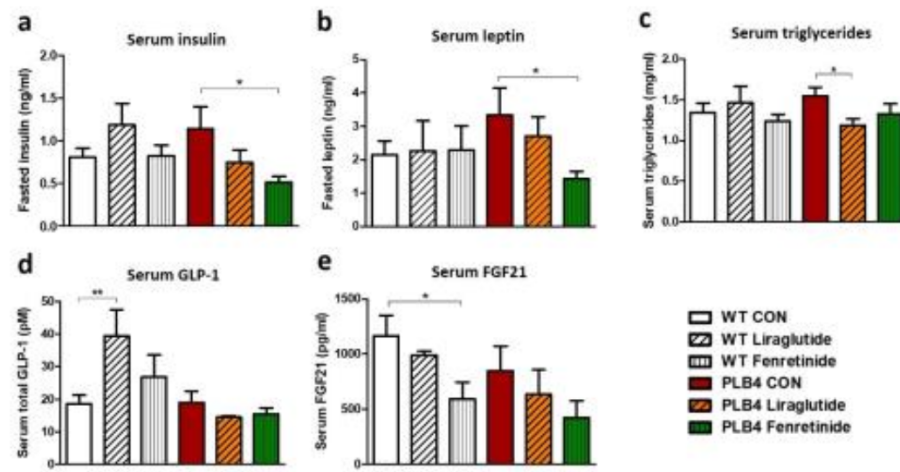 a
Serum insulin
Fasted insulin (ng/ml)
2.0
1.5
1.0
0.5
0.0
*
b
Serum leptin
Fasted leptin (ng/ml)
5
4
3
2
1
0
*
c
Serum triglycerides
Serum triglycerides (mg/ml)
2.0
1.5
1.0
0.5
0.0
*
d
Serum GLP-1
Serum total GLP-1 (pM)
50
40
30
20
10
0
**
e
Serum FGF21
Serum FGF21 (pg/ml)
1500
1000
500
0
*
WT CON
WT Liraglutide
WT Fenretinide
PLB4 CON
PLB4 Liraglutide
PLB4 Fenretinide